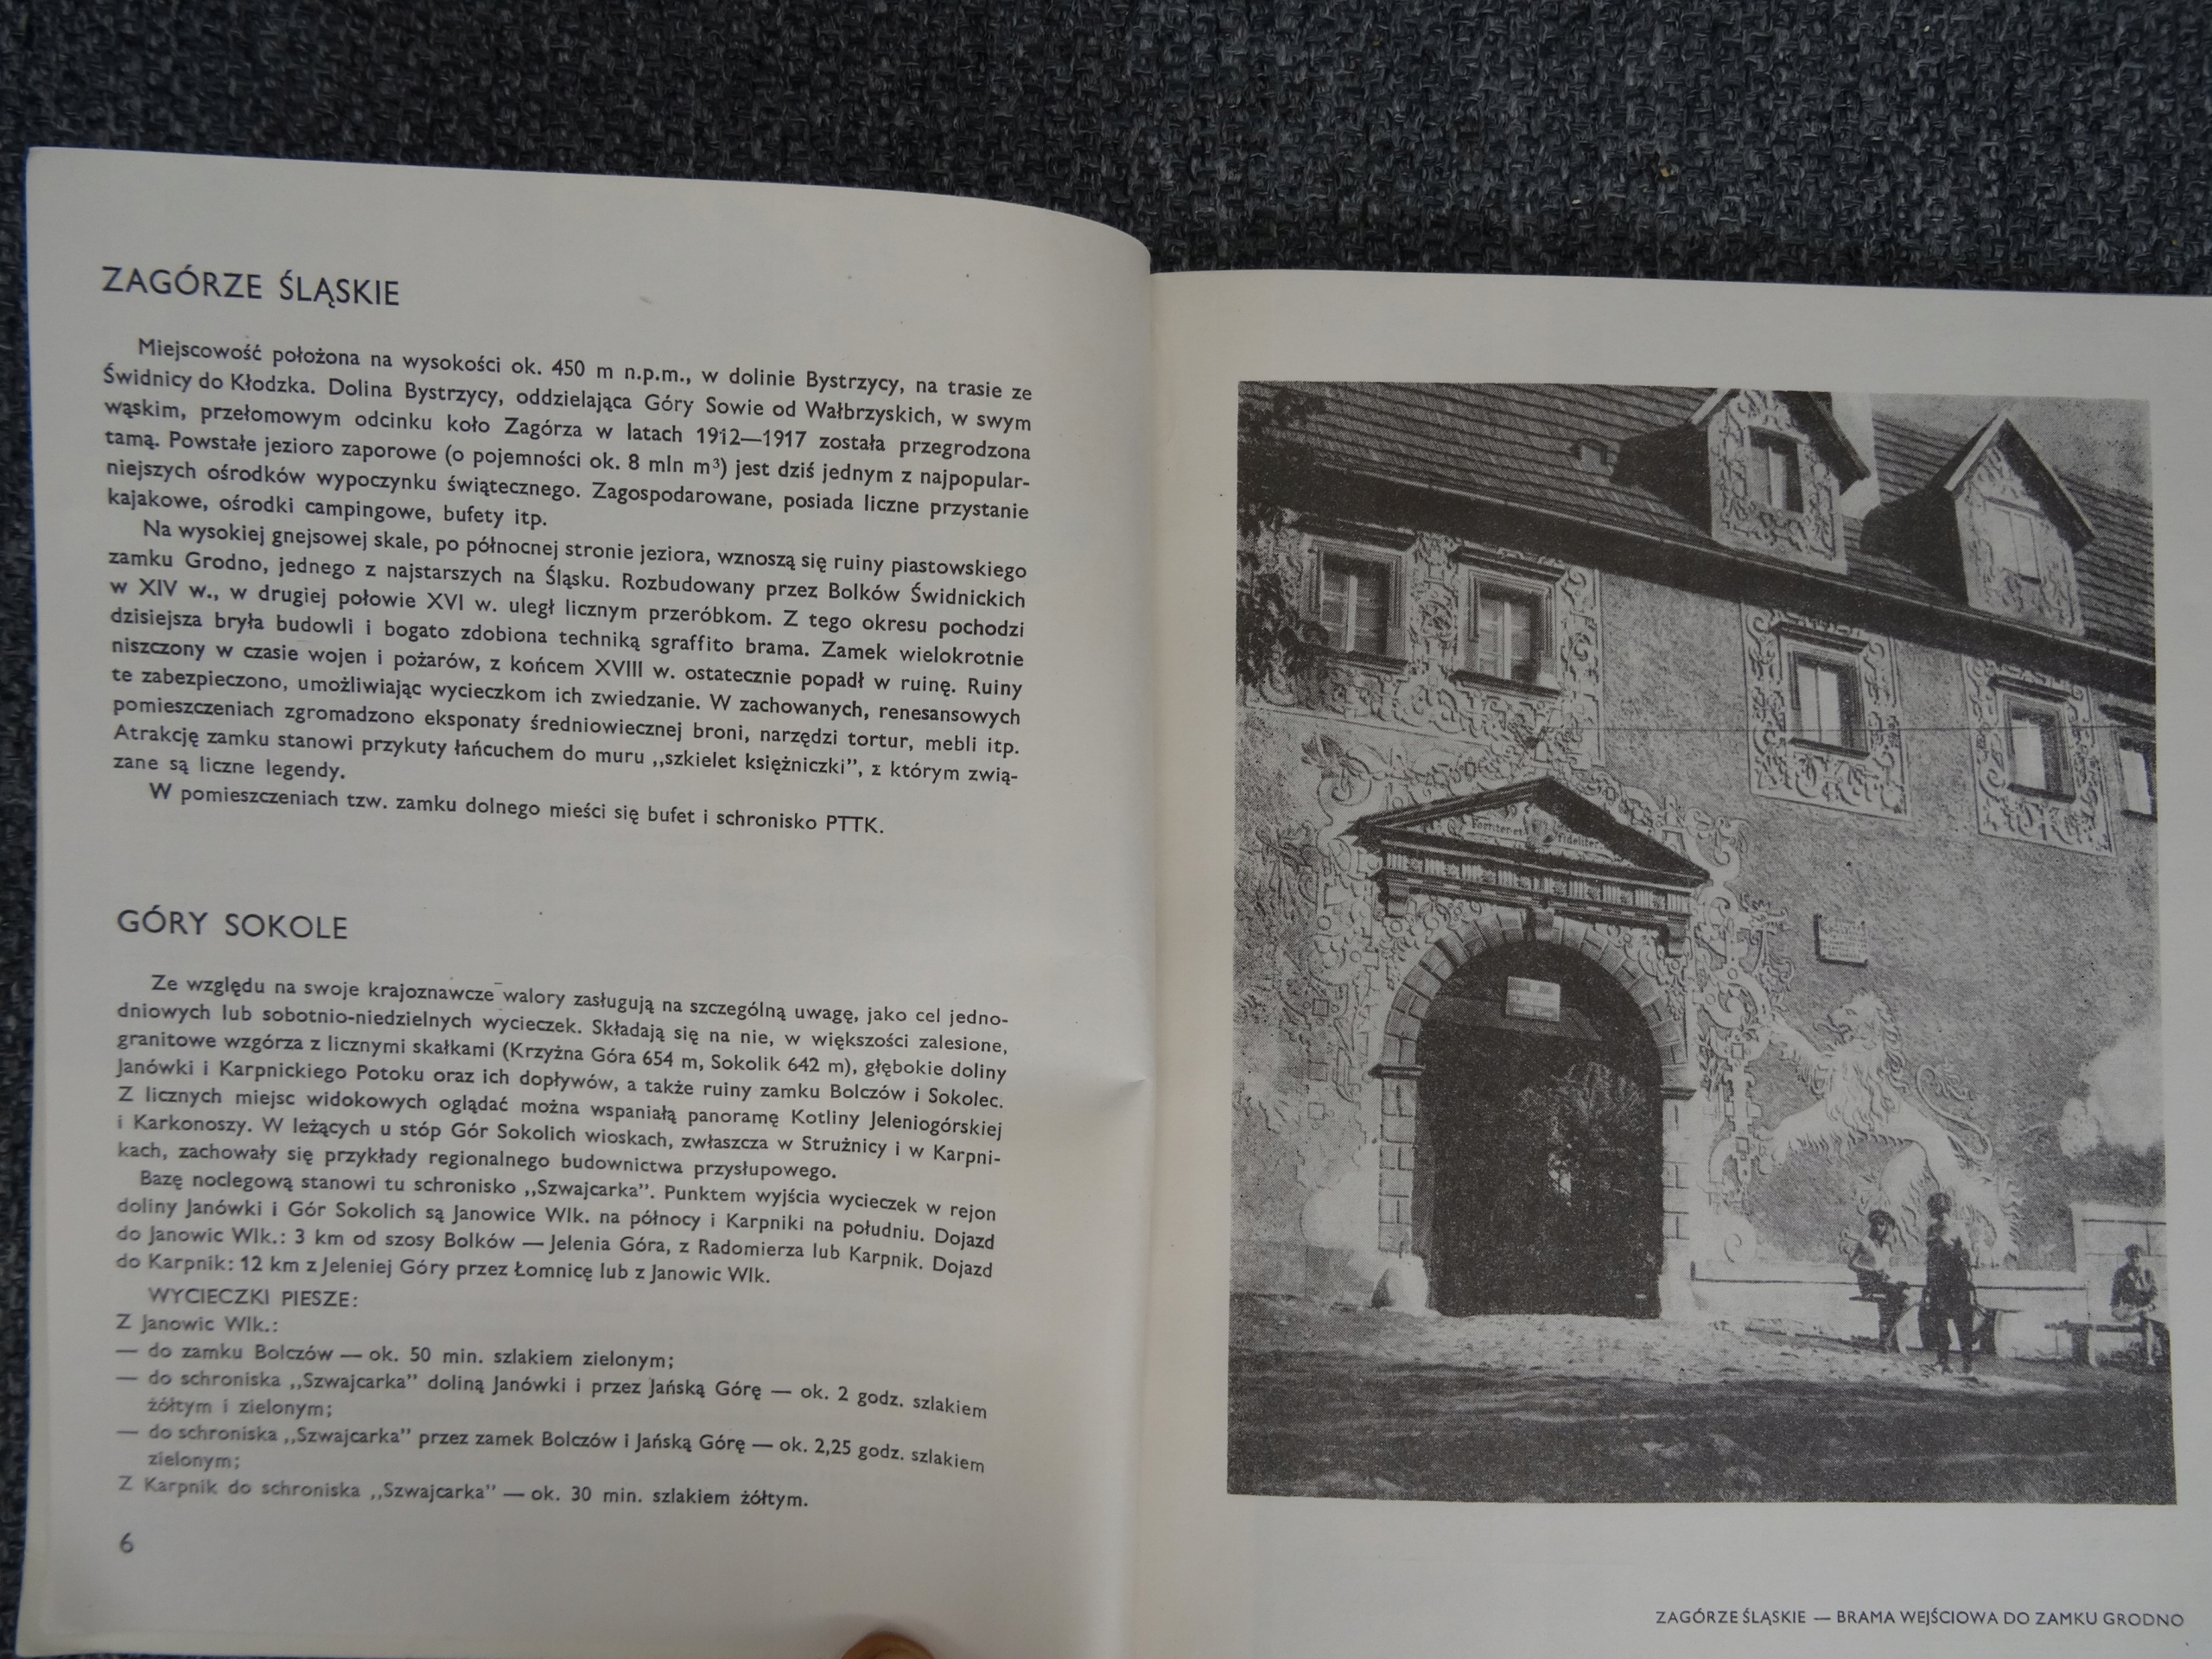 ZAGÓRZE ŚLĄSKIE
Miejscowość położona na wysokości ok. 450 m n.p.m., w dolinie Bystrzycy, na trasie ze
Świdnicy do Kłodzka. Dolina Bystrzycy, oddzielająca Góry Sowie od Wałbrzyskich, w swym
wąskim, przełomowym odcinku koło Zagórza w latach 1912—1917 została przegrodzona
tamą. Powstałe jezioro zaporowe (o pojemności ok. 8 mln m³) jest dziś jednym z najpopular-
niejszych ośrodków wypoczynku świątecznego. Zagospodarowane, posiada liczne przystanie
kajakowe, ośrodki campingowe, bufety itp.
Na wysokiej gnejsowej skale, po północnej stronie jeziora, wznoszą się ruiny piastowskiego
zamku Grodno, jednego z najstarszych na Śląsku. Rozbudowany przez Bolków Świdnickich
w XIV w., w drugiej połowie XVI w. uległ licznym przeróbkom. Z tego okresu pochodzi
dzisiejsza bryła budowli i bogato zdobiona techniką sgraffito brama. Zamek wielokrotnie
niszczony w czasie wojen i pożarów, z końcem XVIII w. ostatecznie popadł w ruinę. Ruiny
te zabezpieczono, umożliwiając wycieczkom ich zwiedzanie. W zachowanych, renesansowych
pomieszczeniach zgromadzono eksponaty średniowiecznej broni, narzędzi tortur, mebli itp.
Atrakcję zamku stanowi przykuty łańcuchem do muru ,,szkielet księżniczki”, z którym zwią-
zane są liczne legendy.
W pomieszczeniach tzw. zamku dolnego mieści się bufet i schronisko PTTK.
GÓRY SOKOLE
Ze względu na swoje krajoznawcze walory zasługują na szczególną uwagę, jako cel jedno-
dniowych lub sobotnio-niedzielnych wycieczek. Składają się na nie, w większości zalesione,
granitowe wzgórza z licznymi skałkami (Krzyżna Góra 654 m, Sokolik 642 m), głębokie doliny
Janówki i Karpnickiego Potoku oraz ich dopływów, a także ruiny zamku Bolczów i Sokolec.
Z licznych miejsc widokowych oglądać można wspaniałą panoramę Kotliny Jeleniogórskiej
i Karkonoszy. W leżących u stóp Gór Sokolich wioskach, zwłaszcza w Strużnicy i w Karpni-
kach, zachowały się przykłady regionalnego budownictwa przysłupowego.
Bazę noclegową stanowi tu schronisko ,,Szwajcarka”. Punktem wyjścia wycieczek w rejon
doliny Janówki i Gór Sokolich są Janowice Wlk. na północy i Karpniki na południu. Dojazd
do Janowic Wlk.: 3 km od szosy Bolków — Jelenia Góra, z Radomierza lub Karpnik. Dojazd
do Karpnik: 12 km z Jeleniej Góry przez Łomnicę lub z Janowic Wlk.
WYCIECZKI PIESZE:
Z Janowic Wlk.:
— do zamku Bolczów — ok. 50 min. szlakiem zielonym;
— do schroniska ,,Szwajcarka” doliną Janówki i przez Jańską Górę — ok. 2 godz. szlakiem
żółtym i zielonym;
— do schroniska ,,Szwajcarka” przez zamek Bolczów i Jańską Górę — ok. 2,25 godz. szlakiem
zielonym;
Z Karpnik do schroniska ,,Szwajcarka” — ok. 30 min. szlakiem żółtym.
6
Fortiter et Fideliter
ZAGÓRZE ŚLĄSKIE — BRAMA WEJŚCIOWA DO ZAMKU GRODNO